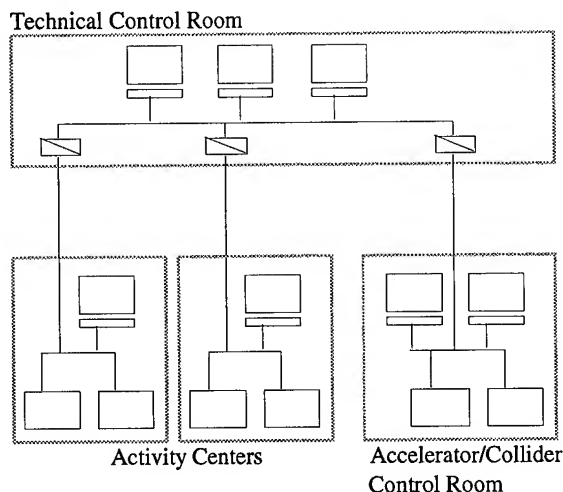 Technical Control Room
Activity Centers
Accelerator/Collider
Control Room